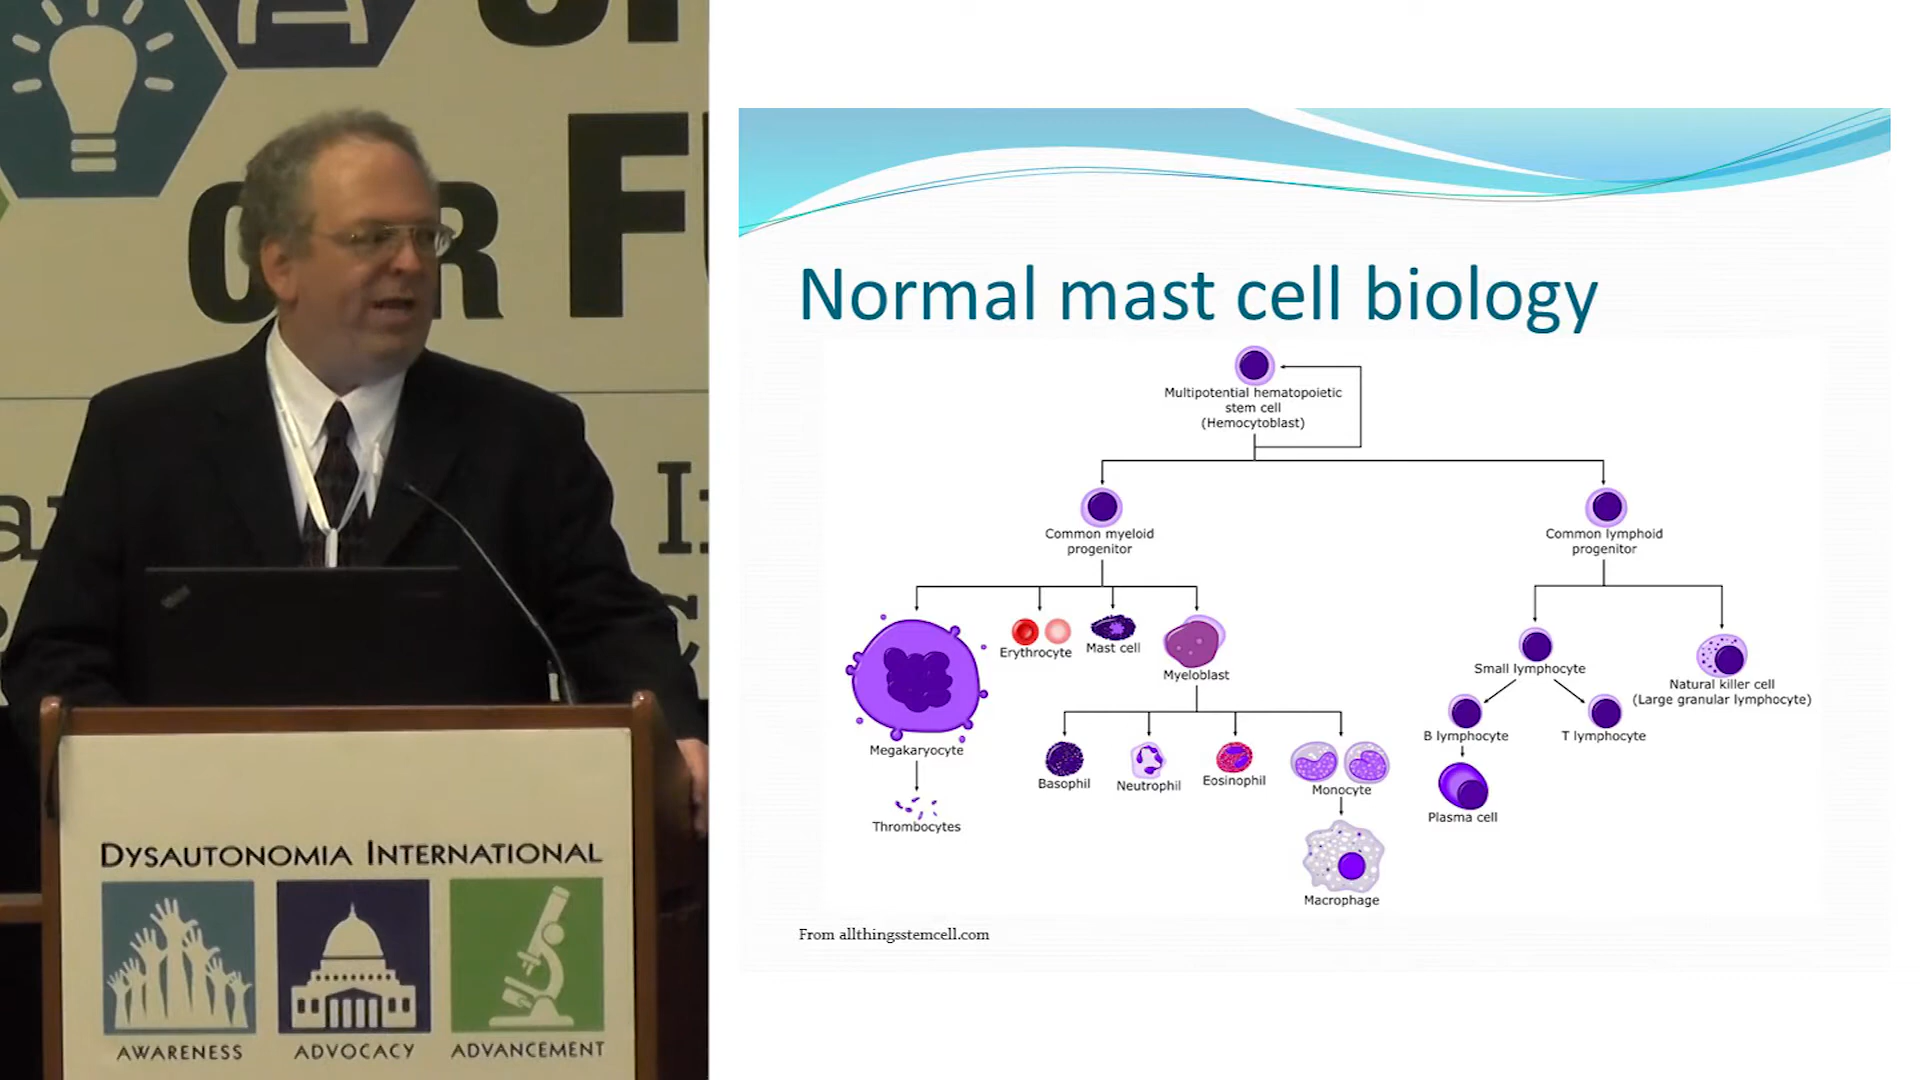 OUR F
DYSAUTONOMIA INTERNATIONAL
AWARENESS
ADVOCACY
ADVANCEMENT
Normal mast cell biology
Multipotential hematopoietic
stem cell
(Hemocytoblast)
Common myeloid
progenitor
Common lymphoid
progenitor
Erythrocyte
Mast cell
Myeloblast
Small lymphocyte
Natural killer cell
(Large granular lymphocyte)
B lymphocyte
T lymphocyte
Megakaryocyte
Basophil
Neutrophil
Eosinophil
Monocyte
Plasma cell
Thrombocytes
Macrophage
From allthingsstemcell.com